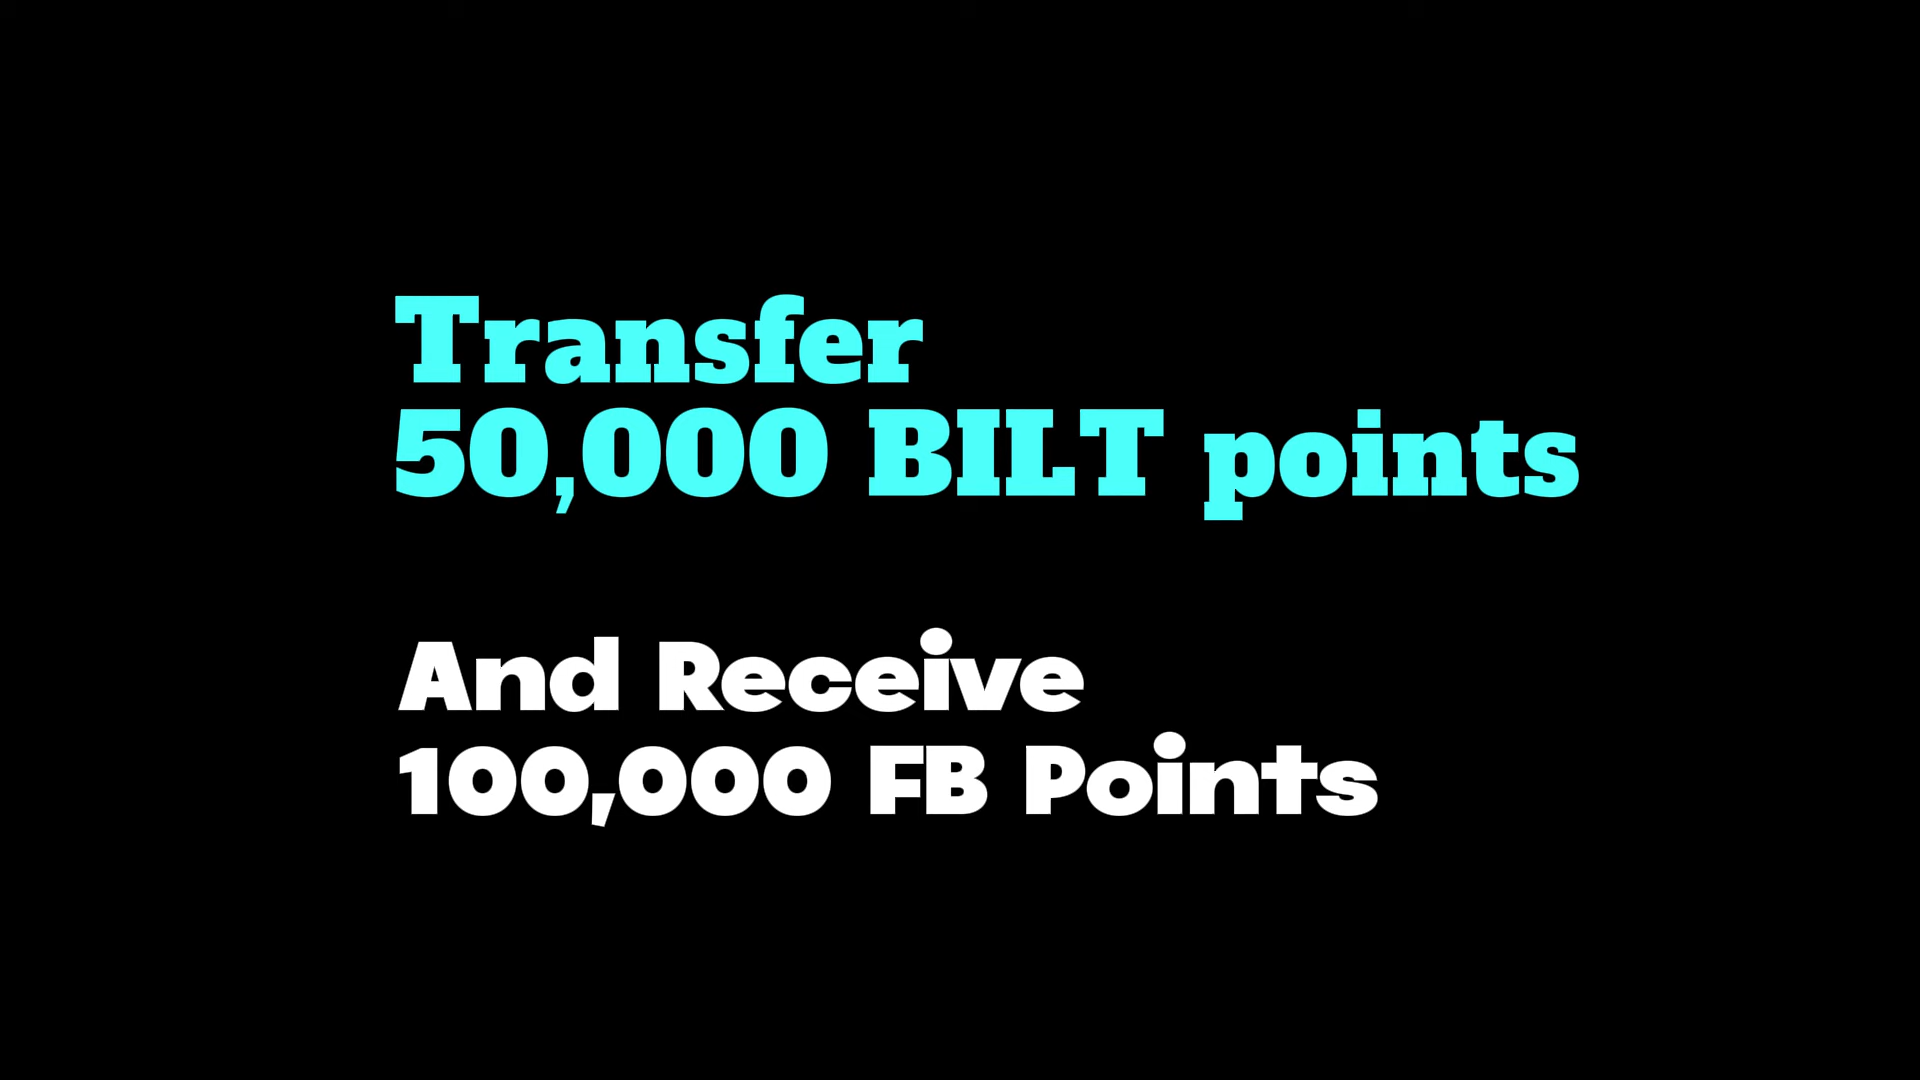 Transfer
50,000 BILT points
And Receive
100,000 FB Points